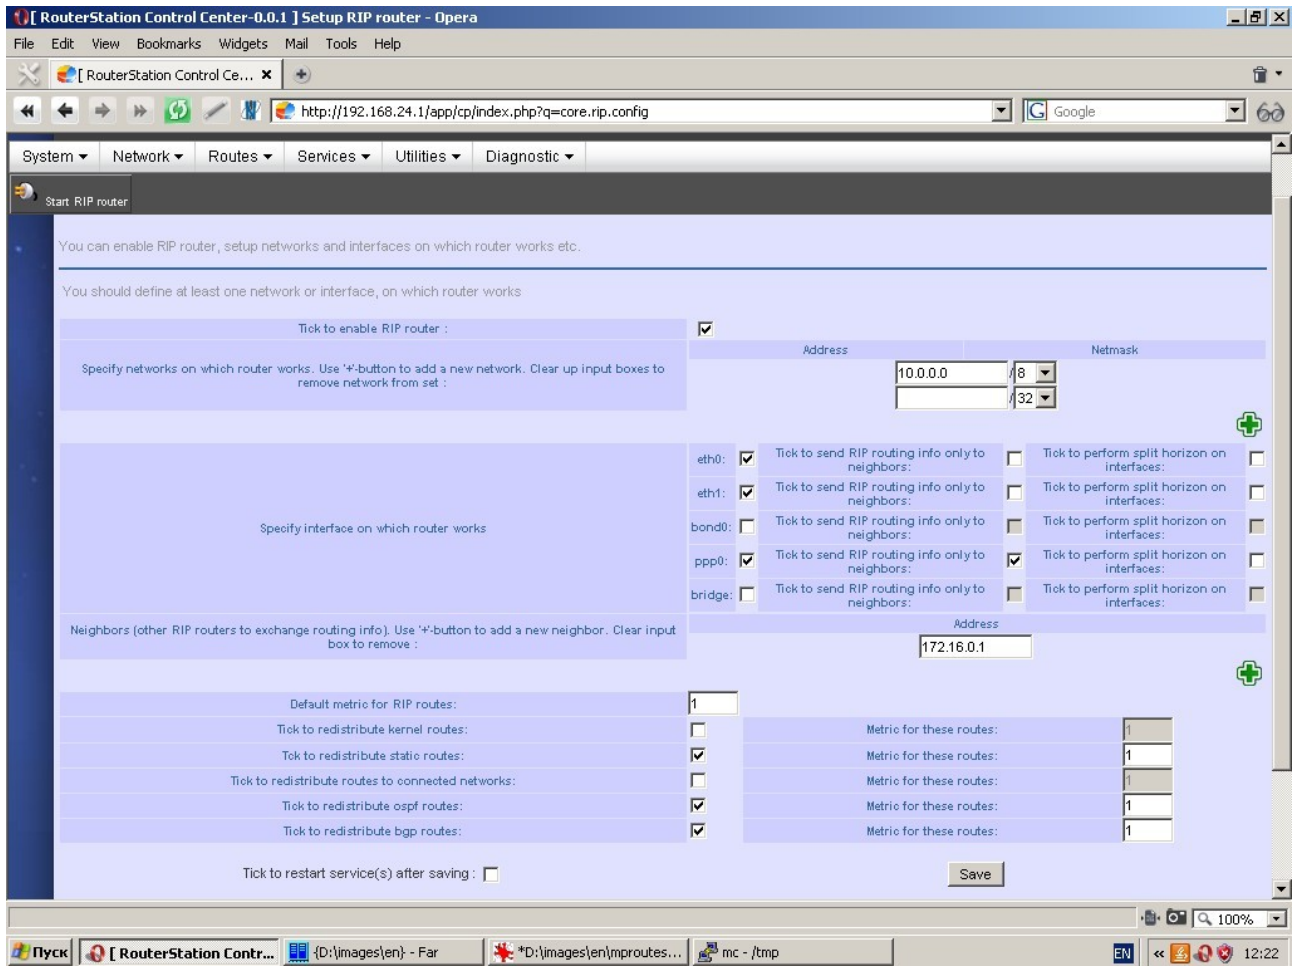 [ RouterStation Control Center-0.0.1 ] Setup RIP router - Opera
File Edit View Bookmarks Widgets Mail Tools Help
[ RouterStation Control Ce...
http://192.168.24.1/app/cp/index.php?q=core.rip.config Google
System Network Routes Services Utilities Diagnostic
Start RIP router
You can enable RIP router, setup networks and interfaces on which router works etc.
You should define at least one network or interface, on which router works
Tick to enable RIP router :
Address Netmask
Specify networks on which router works. Use '+'-button to add a new network. Clear up input boxes to
remove network from set :
10.0.0.0 / 8
/ 32
Specify interface on which router works
eth0: Tick to send RIP routing info only to neighbors: Tick to perform split horizon on interfaces:
eth1: Tick to send RIP routing info only to neighbors: Tick to perform split horizon on interfaces:
bond0: Tick to send RIP routing info only to neighbors: Tick to perform split horizon on interfaces:
ppp0: Tick to send RIP routing info only to neighbors: Tick to perform split horizon on interfaces:
bridge: Tick to send RIP routing info only to neighbors: Tick to perform split horizon on interfaces:
Neighbors (other RIP routers to exchange routing info). Use '+'-button to add a new neighbor. Clear input
box to remove :
Address
172.16.0.1
Default metric for RIP routes: 1
Tick to redistribute kernel routes: Metric for these routes: 1
Tck to redistribute static routes: Metric for these routes: 1
Tick to redistribute routes to connected networks: Metric for these routes: 1
Tick to redistribute ospf routes: Metric for these routes: 1
Tick to redistribute bgp routes: Metric for these routes: 1
Tick to restart service(s) after saving : Save
100%
Пуск [ RouterStation Contr... {D:\images\en} - Far *D:\images\en\mproutes... mc - /tmp EN « 12:22